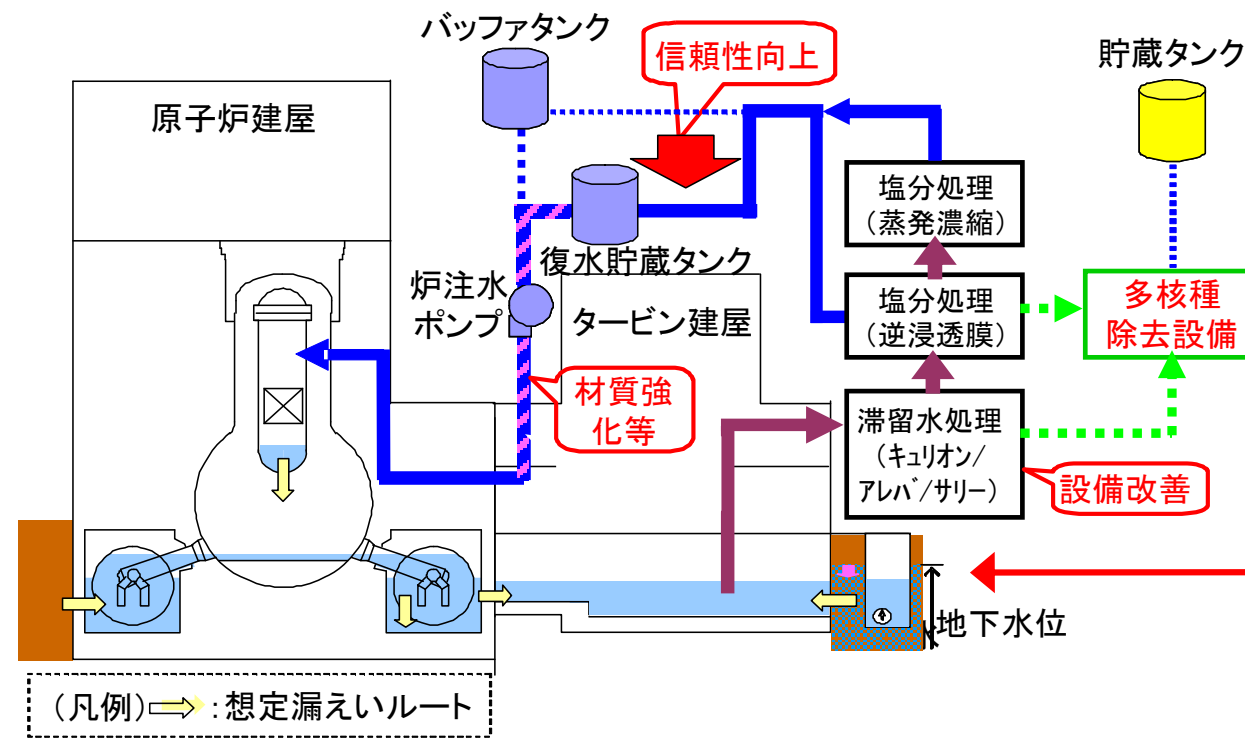 バッファタンク
信頼性向上
貯蔵タンク
原子炉建屋
塩分処理
(蒸発濃縮)
復水貯蔵タンク
炉注水
ポンプ
タービン建屋
塩分処理
(逆浸透膜)
多核種
除去設備
材質強
化等
滞留水処理
(キュリオン/
アレバ/サリー)
設備改善
地下水位
(凡例) :想定漏えいルート